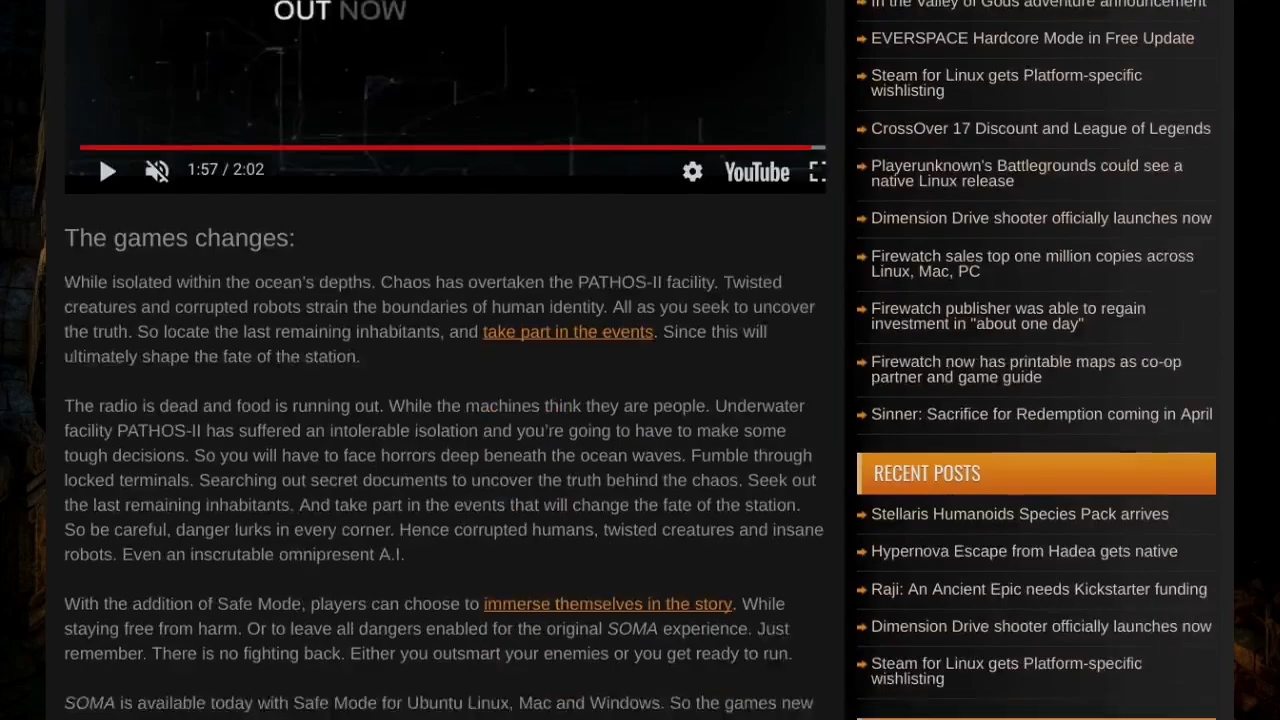 OUT NOW
1:57 / 2:02
YouTube
The games changes:
While isolated within the ocean's depths. Chaos has overtaken the PATHOS-II facility. Twisted
creatures and corrupted robots strain the boundaries of human identity. All as you seek to uncover
the truth. So locate the last remaining inhabitants, and take part in the events. Since this will
ultimately shape the fate of the station.
The radio is dead and food is running out. While the machines think they are people. Underwater
facility PATHOS-II has suffered an intolerable isolation and you're going to have to make some
tough decisions. So you will have to face horrors deep beneath the ocean waves. Fumble through
locked terminals. Searching out secret documents to uncover the truth behind the chaos. Seek out
the last remaining inhabitants. And take part in the events that will change the fate of the station.
So be careful, danger lurks in every corner. Hence corrupted humans, twisted creatures and insane
robots. Even an inscrutable omnipresent A.I.
With the addition of Safe Mode, players can choose to immerse themselves in the story. While
staying free from harm. Or to leave all dangers enabled for the original SOMA experience. Just
remember. There is no fighting back. Either you outsmart your enemies or you get ready to run.
SOMA is available today with Safe Mode for Ubuntu Linux, Mac and Windows. So the games new
In the Valley of Gods adventure announcement
EVERSPACE Hardcore Mode in Free Update
Steam for Linux gets Platform-specific
wishlisting
CrossOver 17 Discount and League of Legends
Playerunknown's Battlegrounds could see a
native Linux release
Dimension Drive shooter officially launches now
Firewatch sales top one million copies across
Linux, Mac, PC
Firewatch publisher was able to regain
investment in "about one day"
Firewatch now has printable maps as co-op
partner and game guide
Sinner: Sacrifice for Redemption coming in April
RECENT POSTS
Stellaris Humanoids Species Pack arrives
Hypernova Escape from Hadea gets native
Raji: An Ancient Epic needs Kickstarter funding
Dimension Drive shooter officially launches now
Steam for Linux gets Platform-specific
wishlisting